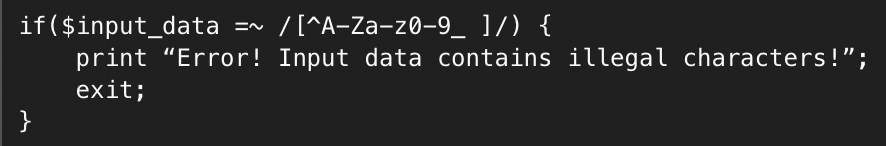 if($input_data =~ /[^A-Za-z0-9_ ]/) {
    print “Error! Input data contains illegal characters!”;
    exit;
}